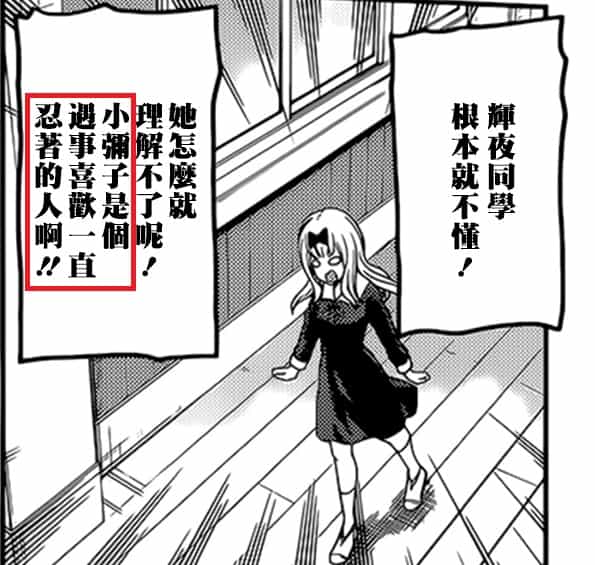 輝夜同學
根本就不懂！
她怎麼就
理解不了呢！
小彌子是個
遇事喜歡一直
忍著的人啊!!